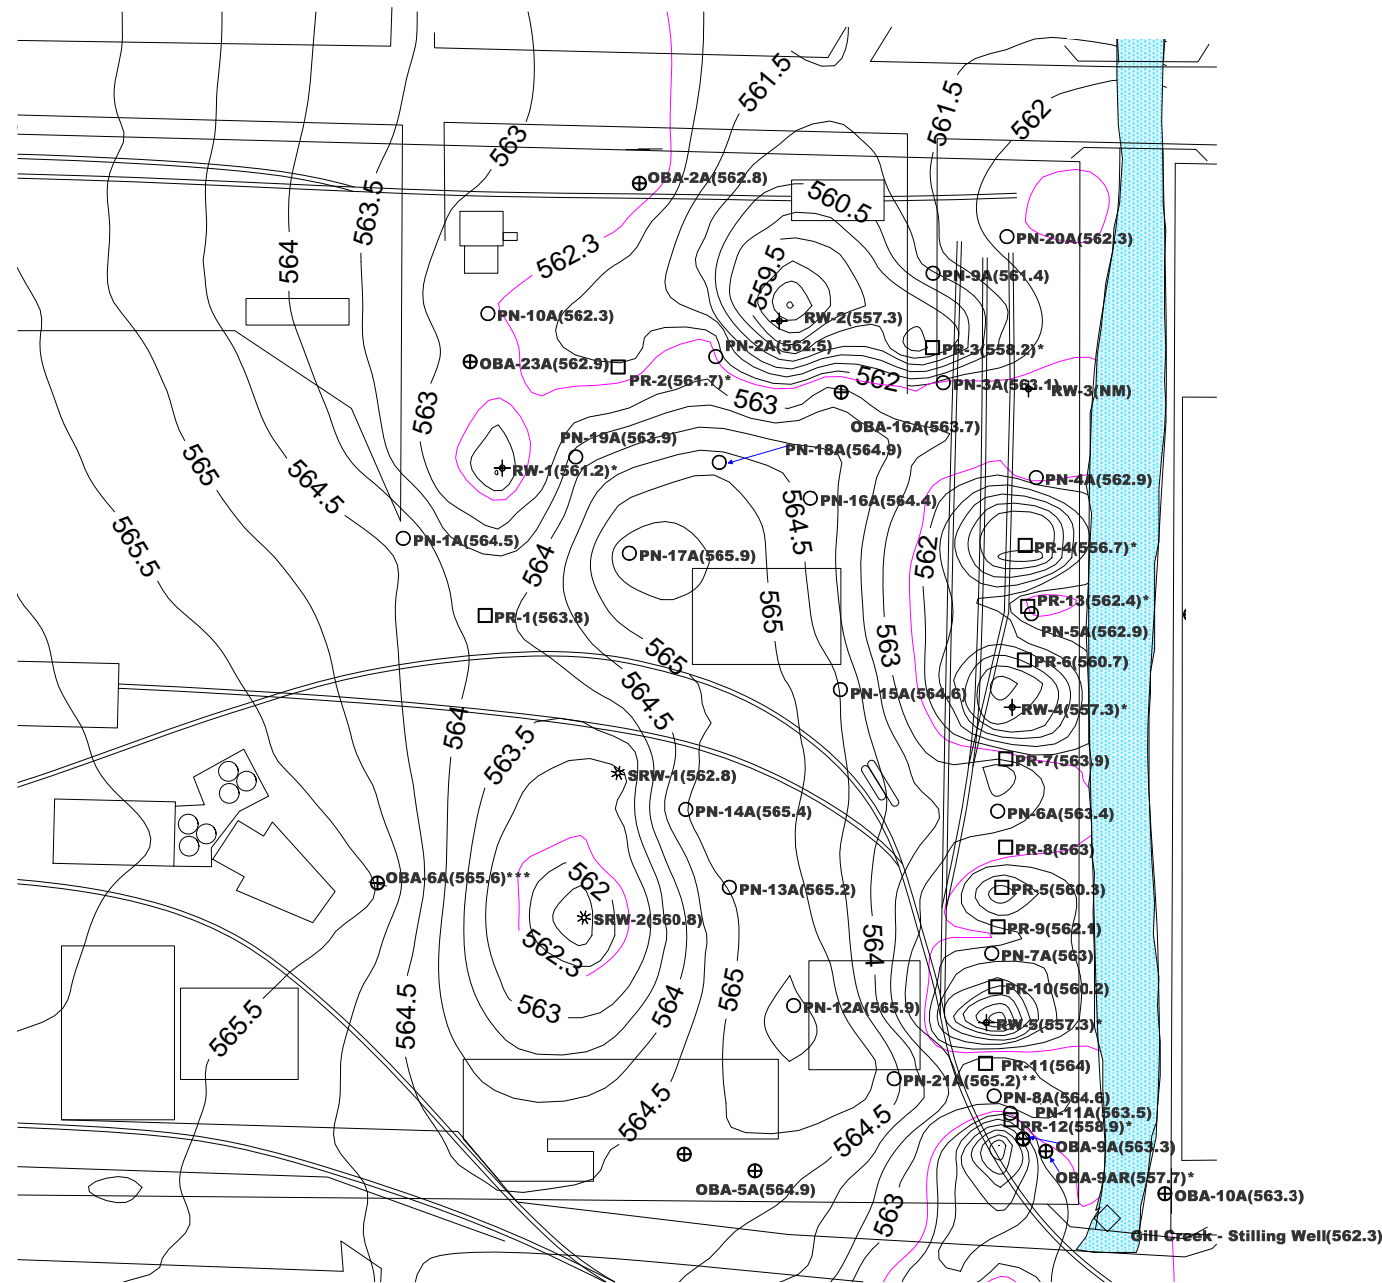 561.5
561.5
562
563
OBA-2A(562.8)
563.5
560.5
564
PN-20A(562.3)
562.3
559.5
PN-9A(561.4)
PN-10A(562.3)
RW-2(557.3)
PN-2A(562.5)
PR-3(558.2)*
OBA-23A(562.9)
PR-2(561.7)*
562
PN-3A(563.1)
RW-3(NM)
563
563
OBA-16A(563.7)
PN-19A(563.9)
PN-18A(564.9)
565
RW-1(561.2)*
564.5
PN-4A(562.9)
PN-16A(564.4)
564.5
PN-1A(564.5)
565.5
562
PR-4(556.7)*
PN-17A(565.9)
564
PR-13(562.4)*
565
PR-1(563.8)
PN-5A(562.9)
563
565
PR-6(560.7)
564.5
PN-15A(564.6)
RW-4(557.3)*
564
563.5
PR-7(563.9)
SRW-1(562.8)
PN-14A(565.4)
PN-6A(563.4)
PR-8(563)
OBA-6A(565.6)***
562
PN-13A(565.2)
PR-5(560.3)
SRW-2(560.8)
PR-9(562.1)
562.3
564
PN-7A(563)
565
PR-10(560.2)
563
564
PN-12A(565.9)
564.5
565.5
RW-5(557.3)*
PR-11(564)
PN-21A(565.2)**
PN-8A(564.6)
564.5
PN-11A(563.5)
PR-12(558.9)*
564.5
OBA-9A(563.3)
OBA-9AR(557.7)*
OBA-5A(564.9)
OBA-10A(563.3)
563
Gill Creek - Stilling Well(562.3)